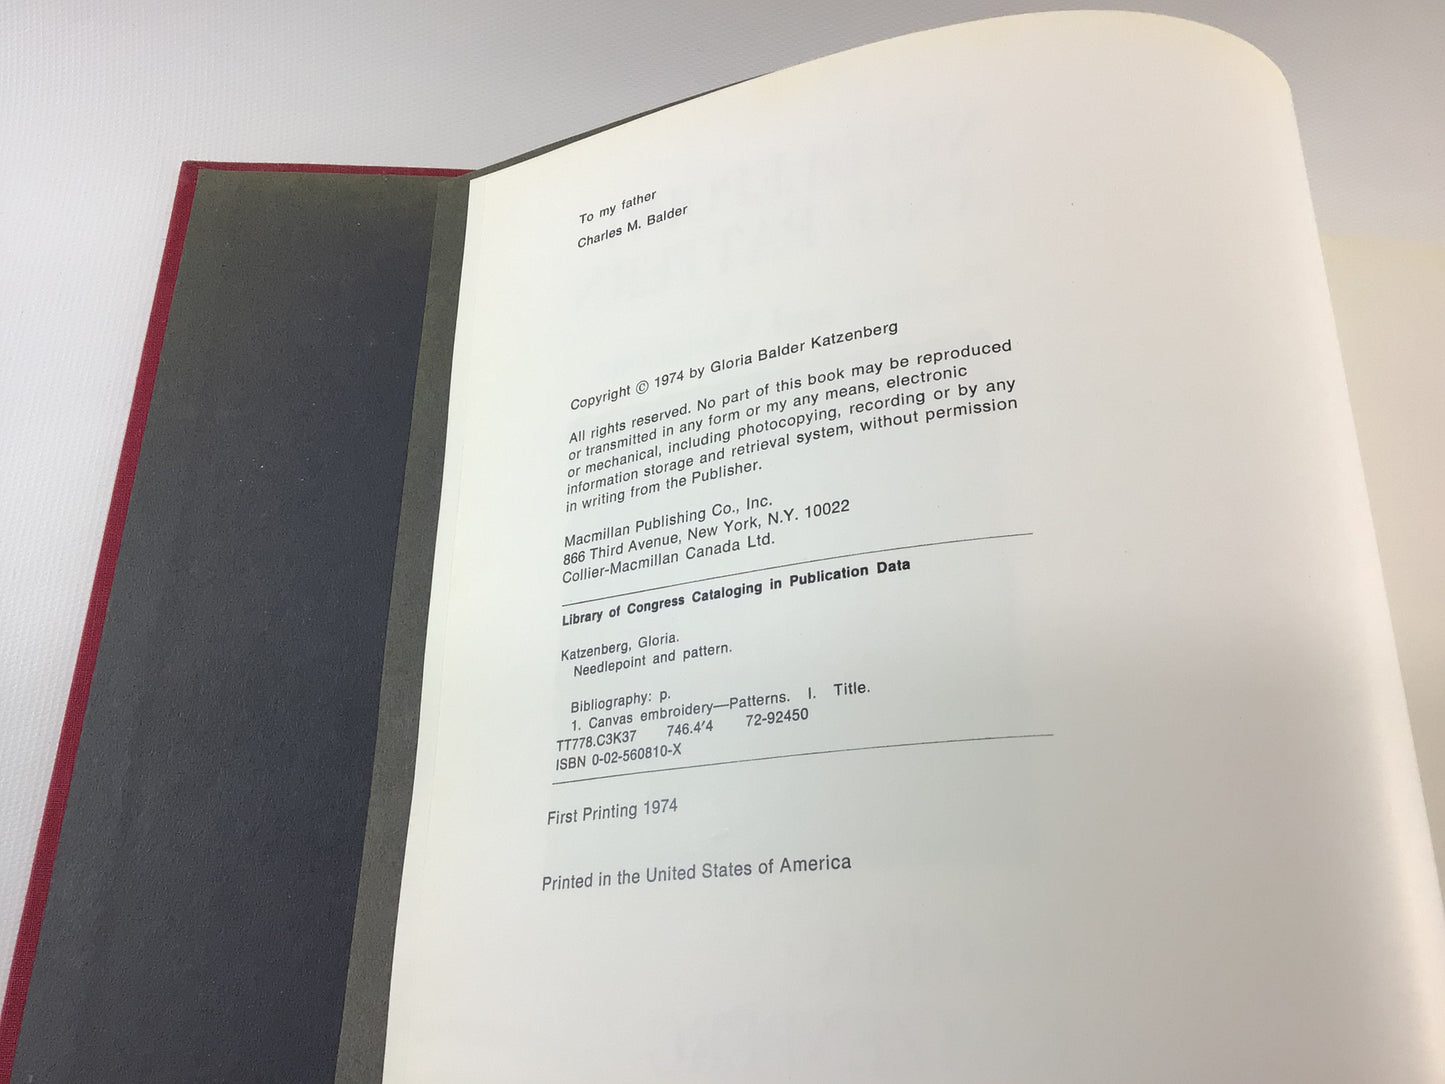 To my father
Charles M. Balder
Copyright © 1974 by Gloria Balder Katzenberg
All rights reserved. No part of this book may be reproduced
or transmitted in any form or my any means, electronic
or mechanical, including photocopying, recording or by any
information storage and retrieval system, without permission
in writing from the Publisher.
Macmillan Publishing Co., Inc.
866 Third Avenue, New York, N.Y. 10022
Collier-Macmillan Canada Ltd.
Library of Congress Cataloging in Publication Data
Katzenberg, Gloria.
Needlepoint and pattern.
Bibliography: p.
1. Canvas embroidery—Patterns. I. Title.
TT778.C3K37 746.4′4 72-92450
ISBN 0-02-560810-X
First Printing 1974
Printed in the United States of America